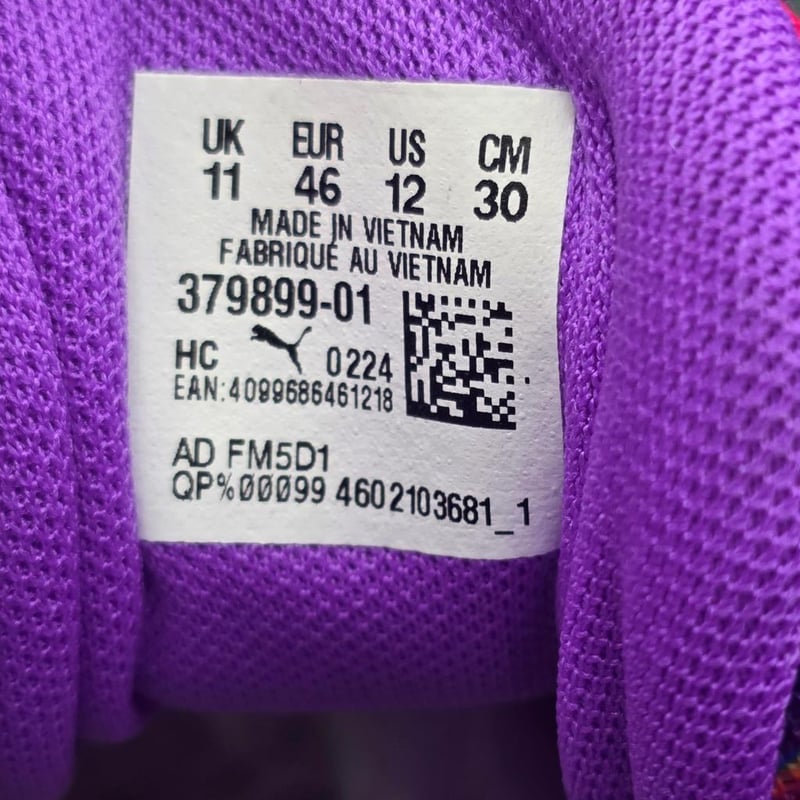 UK EUR US CM
11 46 12 30
MADE IN VIETNAM
FABRIQUÉ AU VIETNAM
379899-01
HC 0224
EAN:4099686461218
AD FM5D1
QP%00099 4602103681_1